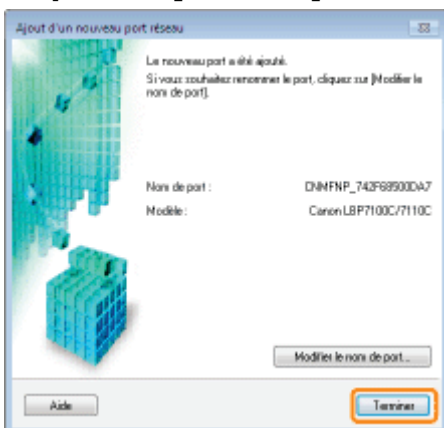 Ajout d'un nouveau port réseau
Le nouveau port a été ajouté.
Si vous souhaitez renommer le port, cliquez sur [Modifier le
nom de port].
Nom de port : CNMFNP_742F68500DA7
Modèle : Canon LBP7100C/7110C
Modifier le nom de port...
Aide
Terminer